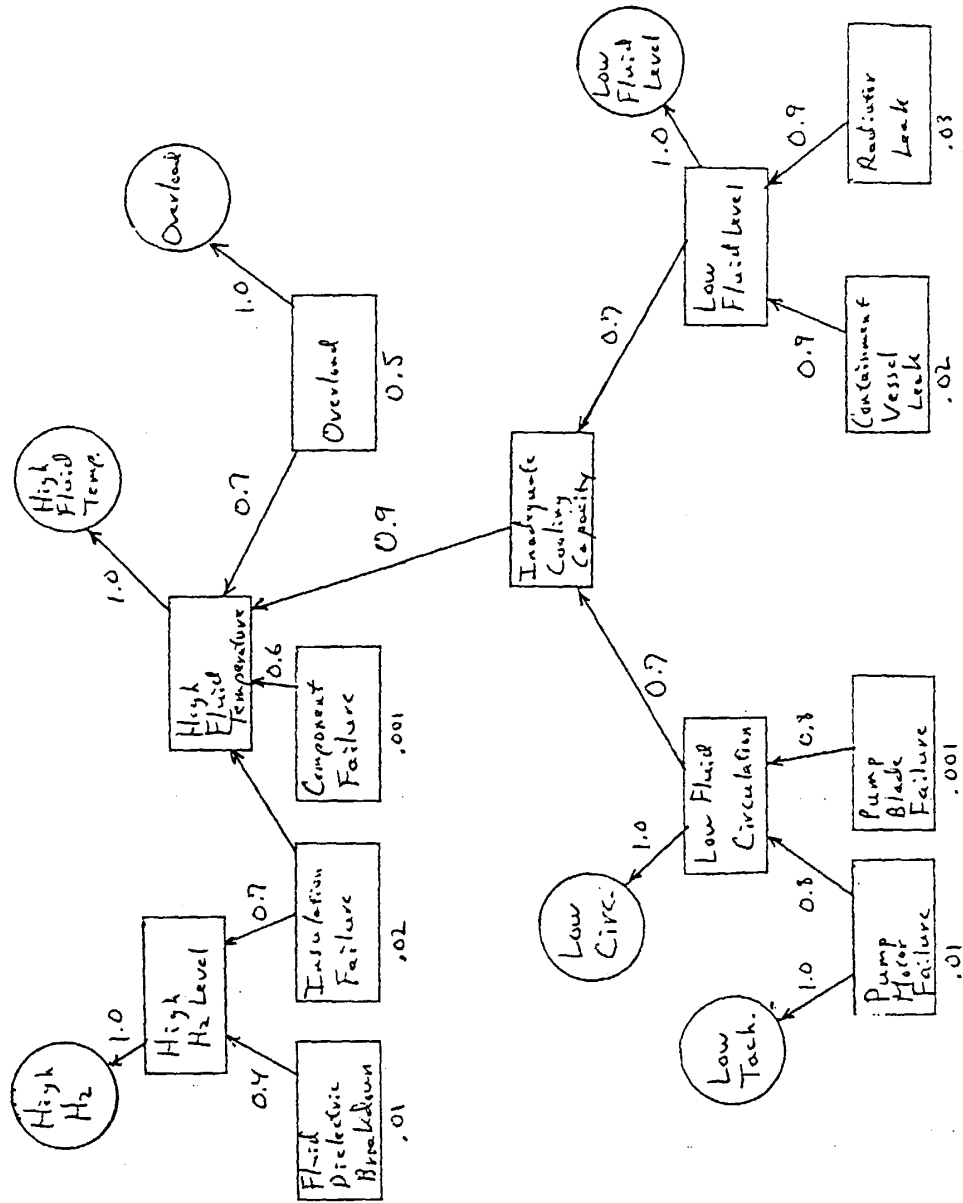 High
H2
1.0
High
H2 Level
0.4
0.7
Fluid
Dielectric
Breakdown
.01
Insulation
Failure
.02
High
Fluid
Temp.
1.0
High
Fluid
Temperature
0.6
Component
Failure
.001
0.7
0.9
Overload
1.0
Overload
0.5
Inadequate
Cooling
Capacity
0.7
0.7
Low
Circ.
1.0
Low Fluid
Circulation
Low
Tach.
1.0
0.8
0.8
Pump
Motor
Failure
.01
Pump
Blade
Failure
.001
Low
Fluid
Level
1.0
Low
Fluid Level
0.9
0.9
Containment
Vessel
Leak
.02
Radiator
Leak
.03